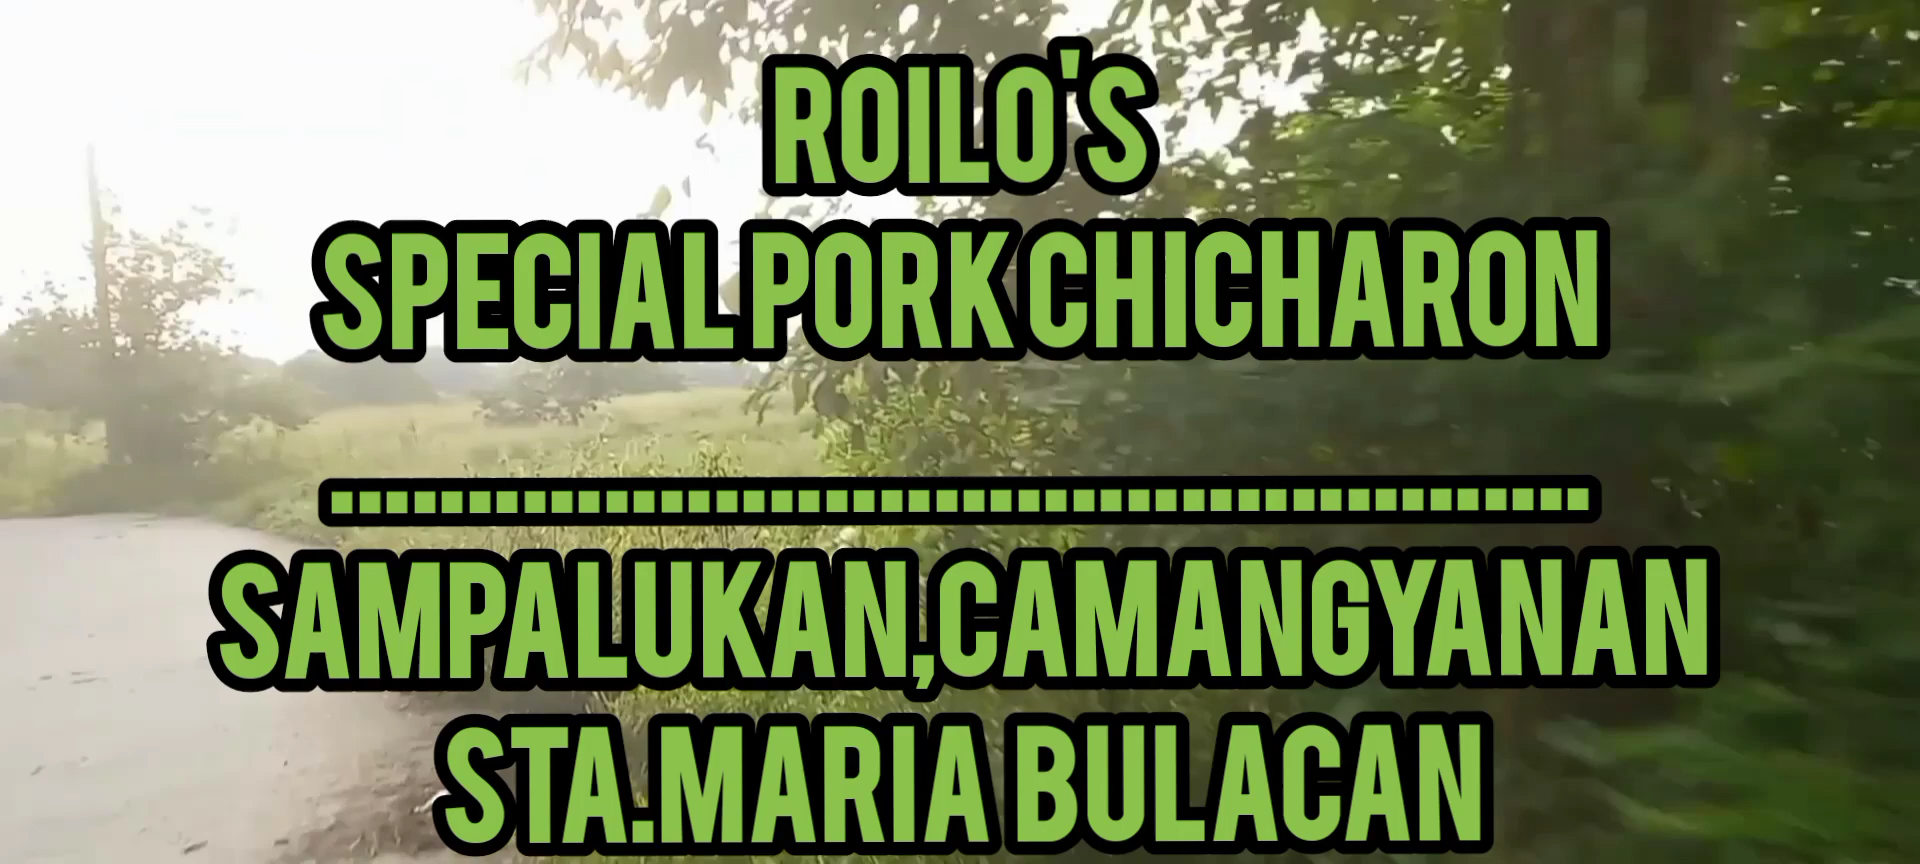 ROILO'S
SPECIAL PORK CHICHARON
..............................................
SAMPALUKAN,CAMANGYANAN
STA.MARIA BULACAN